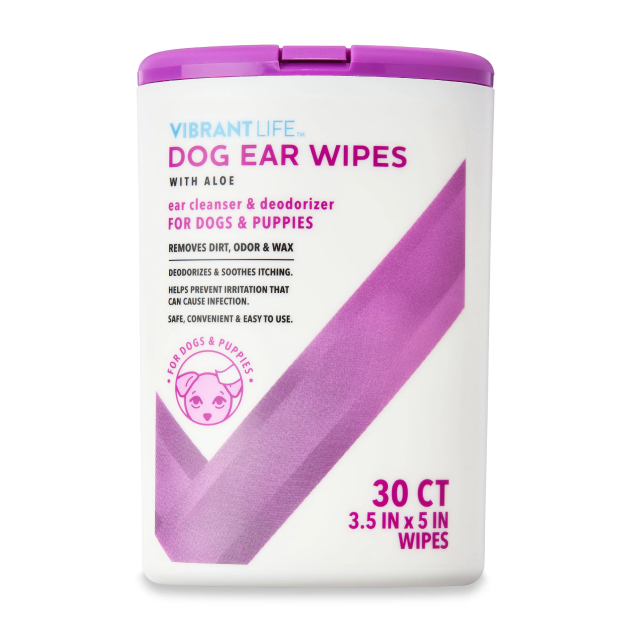 VIBRANTLIFE™
DOG EAR WIPES
WITH ALOE
ear cleanser & deodorizer
FOR DOGS & PUPPIES
REMOVES DIRT, ODOR & WAX
DEODORIZES & SOOTHES ITCHING.
HELPS PREVENT IRRITATION THAT
CAN CAUSE INFECTION.
SAFE, CONVENIENT & EASY TO USE.
• FOR DOGS & PUPPIES •
30 CT
3.5 IN x 5 IN
WIPES